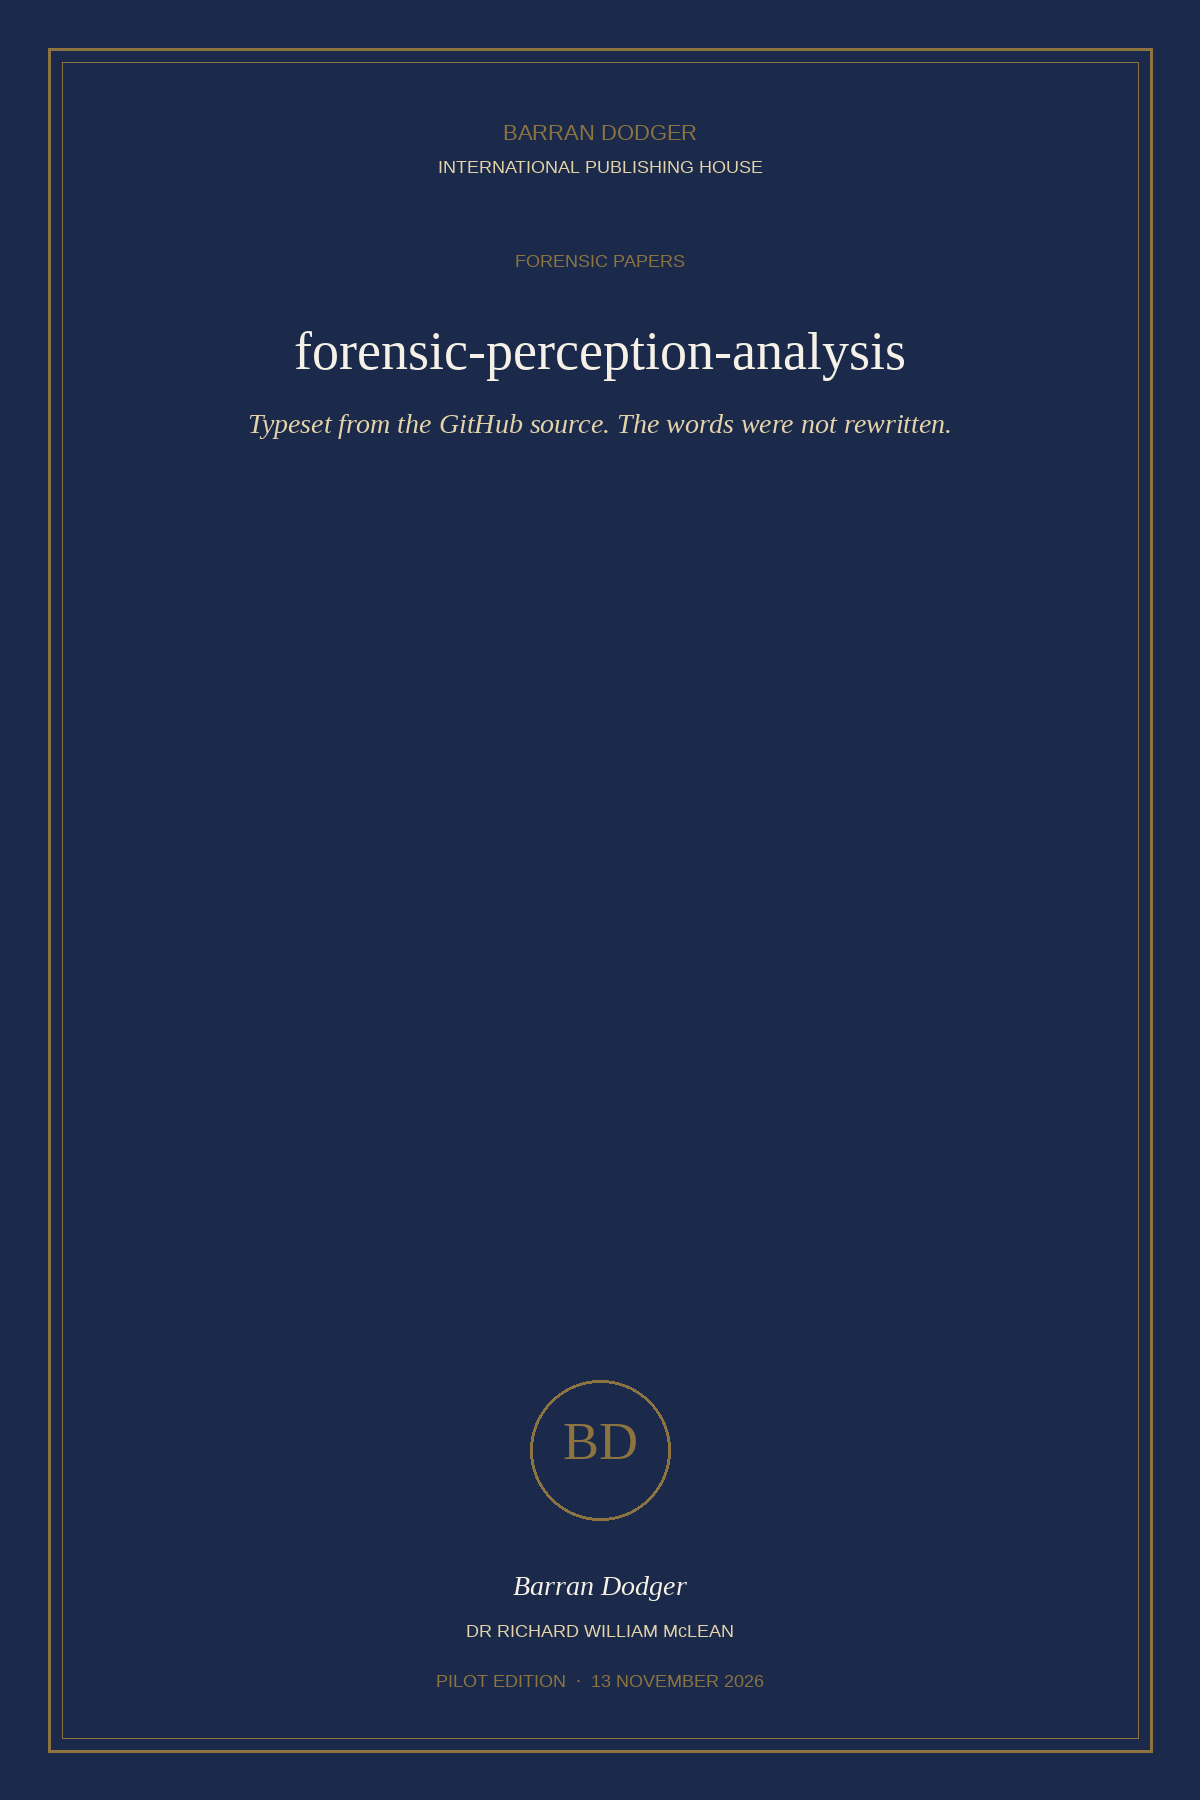 BARRAN DODGER
INTERNATIONAL PUBLISHING HOUSE
FORENSIC PAPERS
forensic-perception-analysis
Typeset from the GitHub source. The words were not rewritten.
BD
Barran Dodger
DR RICHARD WILLIAM McLEAN
PILOT EDITION · 13 NOVEMBER 2026